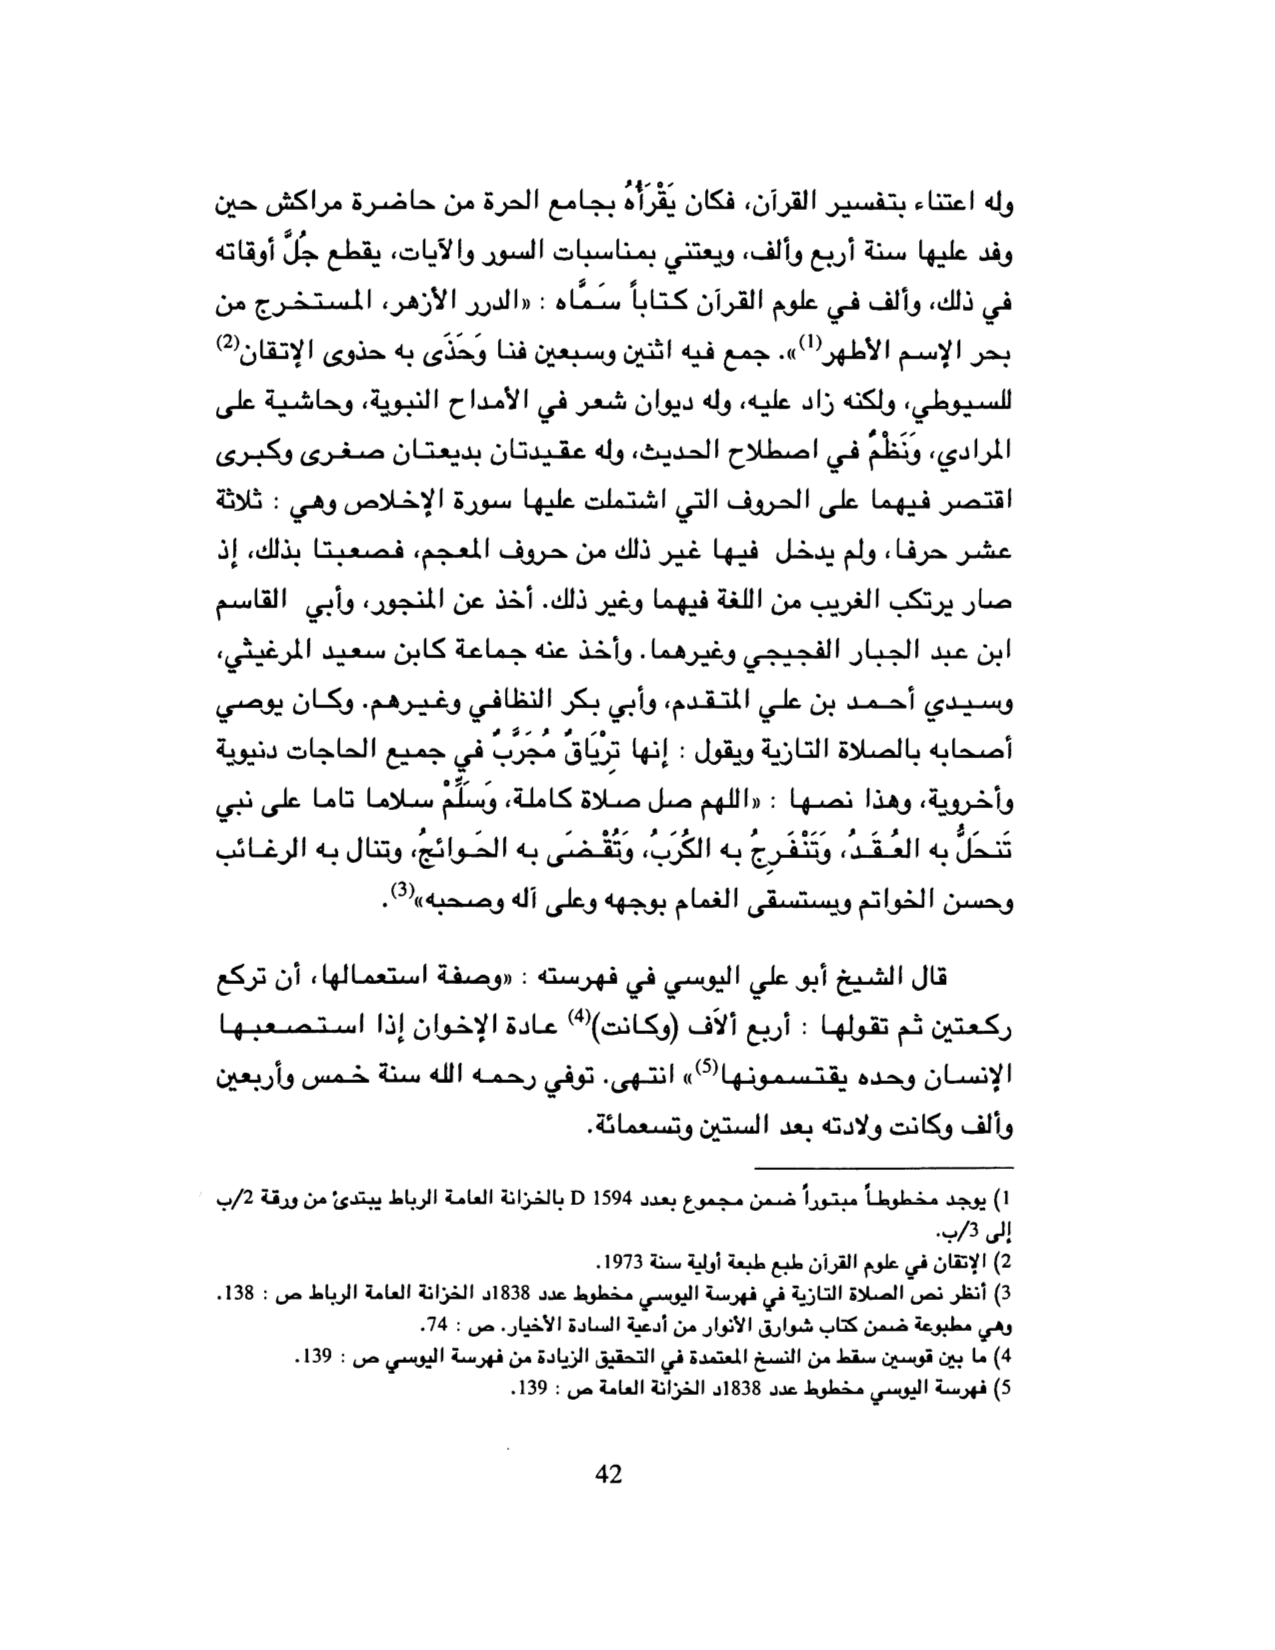 وله اعتناء بتفسير القرآن، فكان يَقْرَأُهُ بجامع الحرة من حاضرة مراكش حين
وفد عليها سنة أربع وألف، ويعتني بمناسبات السور والآيات، يقطع جُلَّ أوقاته
في ذلك، وألف في علوم القرآن كتاباً سَمَّاه : «الدرر الأزهر، المستخرج من
بحر الإسم الأطهر(1)». جمع فيه اثنين وسبعين فنا وَحَذَى به حذوى الإتقان(2)
للسيوطي، ولكنه زاد عليه، وله ديوان شعر في الأمداح النبوية، وحاشية على
المرادي، وَنَظْمٌ في اصطلاح الحديث، وله عقيدتان بديعتان صغرى وكبرى
اقتصر فيهما على الحروف التي اشتملت عليها سورة الإخلاص وهي : ثلاثة
عشر حرفا، ولم يدخل فيها غير ذلك من حروف المعجم، فصعبتا بذلك، إذ
صار يرتكب الغريب من اللغة فيهما وغير ذلك. أخذ عن المنجور، وأبي القاسم
ابن عبد الجبار الفجيجي وغيرهما. وأخذ عنه جماعة كابن سعيد المرغيثي،
وسيدي أحمد بن علي المتقدم، وأبي بكر النظافي وغيرهم. وكان يوصي
أصحابه بالصلاة التازية ويقول : إنها تِرْيَاقٌ مُجَرَّبٌ في جميع الحاجات دنيوية
وأخروية، وهذا نصها : «اللهم صل صلاة كاملة، وَسَلِّمْ سلاما تاما على نبي
تَنحَلُّ به العُقَدُ، وَتَنْفَرِجُ به الكُرَبُ، وَتُقْضَى به الحَوائجُ، وتنال به الرغائب
وحسن الخواتم ويستسقى الغمام بوجهه وعلى آله وصحبه»(3).
قال الشيخ أبو علي اليوسي في فهرسته : «وصفة استعمالها، أن تركع
ركعتين ثم تقولها : أربع ألاَف (وكانت)(4) عادة الإخوان إذا استصعبها
الإنسان وحده يقتسمونها(5)» انتهى. توفي رحمه الله سنة خمس وأربعين
وألف وكانت ولادته بعد الستين وتسعمائة.
1) يوجد مخطوطاً مبتوراً ضمن مجموع بعدد 1594 D بالخزانة العامة الرباط يبتدئ من ورقة 2/ب
إلى 3/ب.
2) الإتقان في علوم القرآن طبع طبعة أولية سنة 1973.
3) أنظر نص الصلاة التازية في فهرسة اليوسي مخطوط عدد 1838د الخزانة العامة الرباط ص : 138.
وهي مطبوعة ضمن كتاب شوارق الأنوار من أدعية السادة الأخيار. ص : 74.
4) ما بين قوسين سقط من النسخ المعتمدة في التحقيق الزيادة من فهرسة اليوسي ص : 139.
5) فهرسة اليوسي مخطوط عدد 1838د الخزانة العامة ص : 139.
42